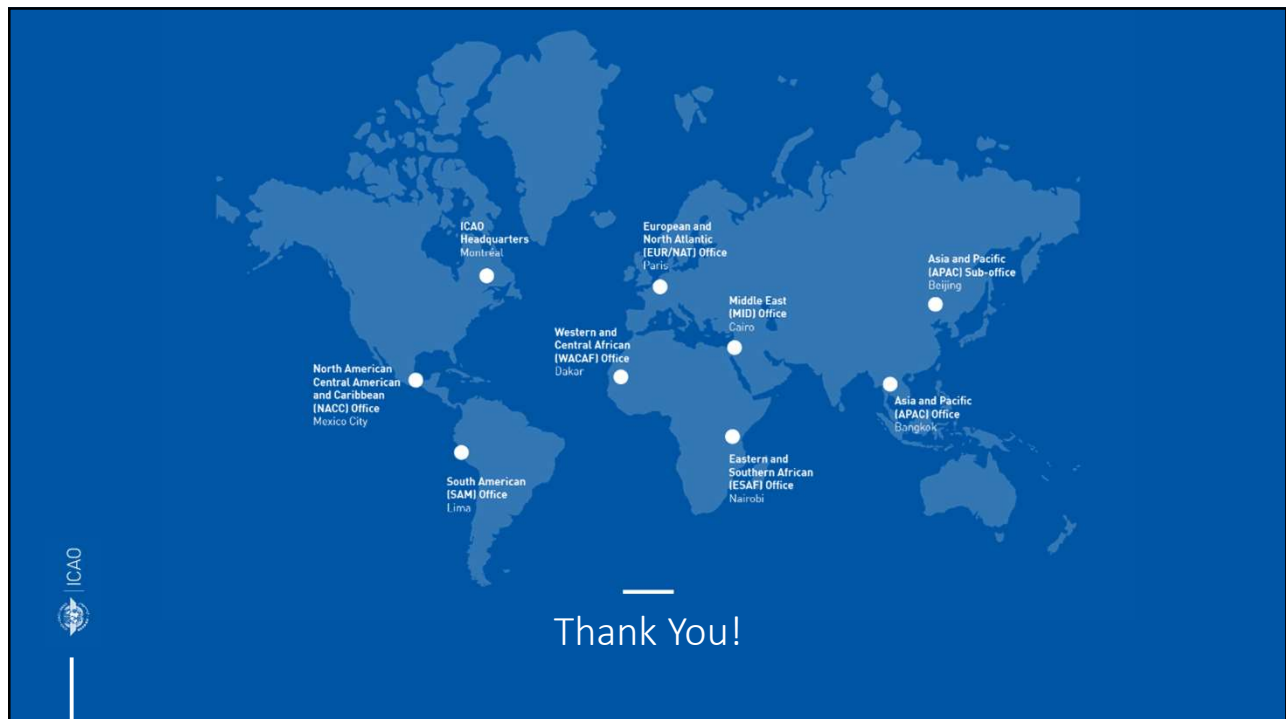 ICAO
Headquarters
Montréal
European and
North Atlantic
(EUR/NAT) Office
Paris
Asia and Pacific
(APAC) Sub-office
Beijing
Middle East
(MID) Office
Cairo
Western and
Central African
(WACAF) Office
Dakar
North American
Central American
and Caribbean
(NACC) Office
Mexico City
Asia and Pacific
(APAC) Office
Bangkok
Eastern and
Southern African
(ESAF) Office
Nairobi
South American
(SAM) Office
Lima
ICAO
Thank You!